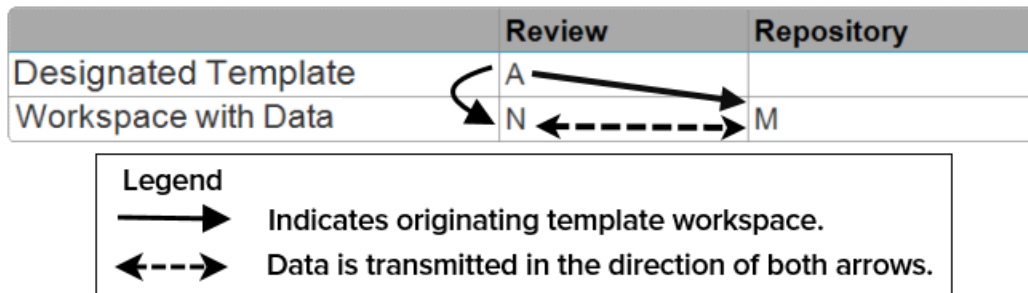 Review Repository
Designated Template A
Workspace with Data N M
Legend
Indicates originating template workspace.
Data is transmitted in the direction of both arrows.